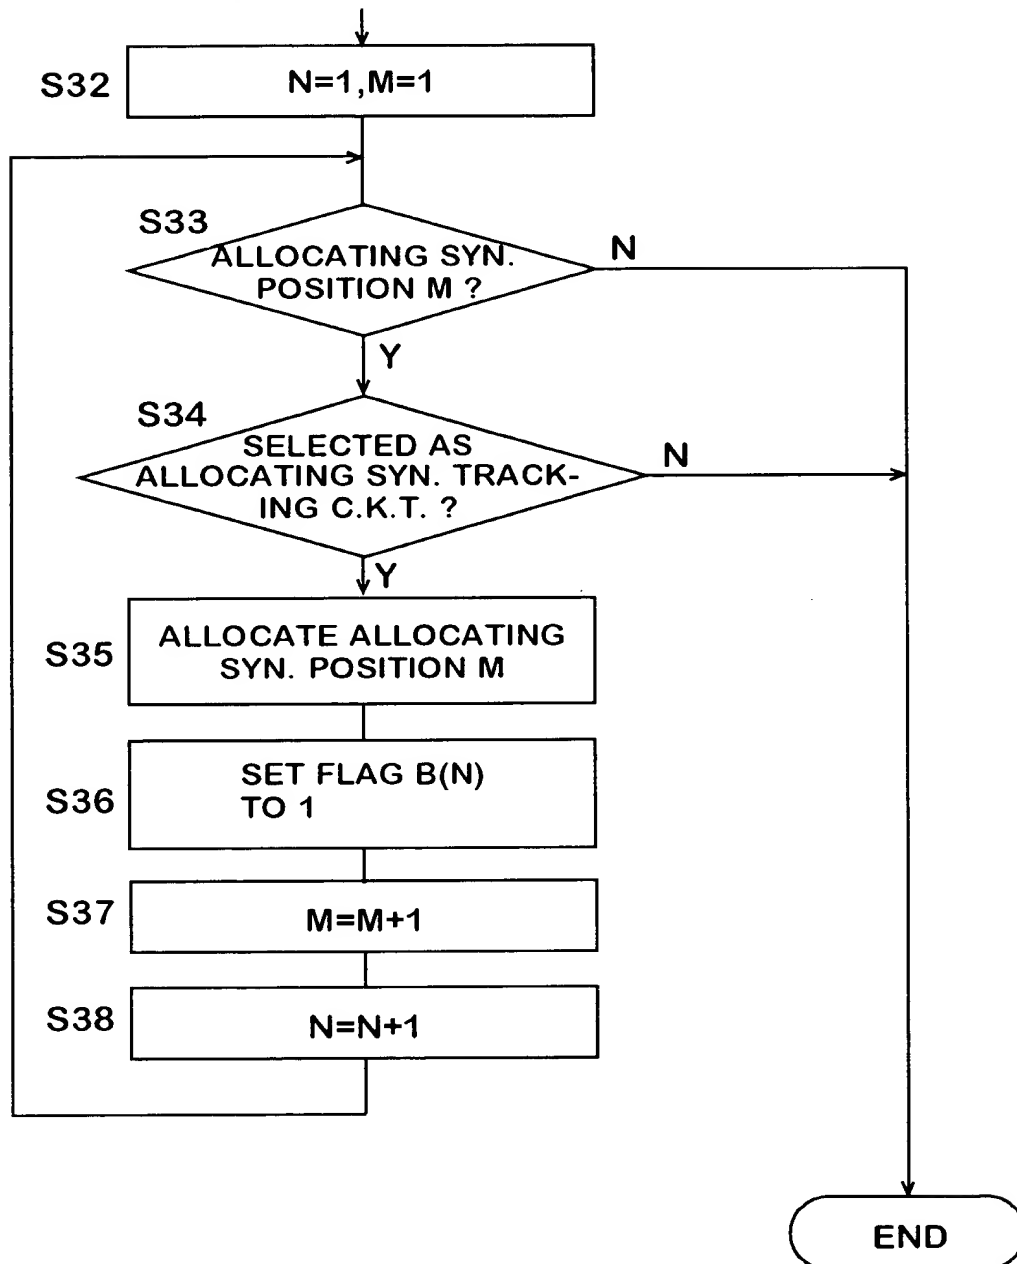 S32
N=1,M=1
S33
ALLOCATING SYN.
POSITION M ?
N
Y
S34
SELECTED AS
ALLOCATING SYN. TRACK-
ING C.K.T. ?
N
Y
S35
ALLOCATE ALLOCATING
SYN. POSITION M
S36
SET FLAG B(N)
TO 1
S37
M=M+1
S38
N=N+1
END